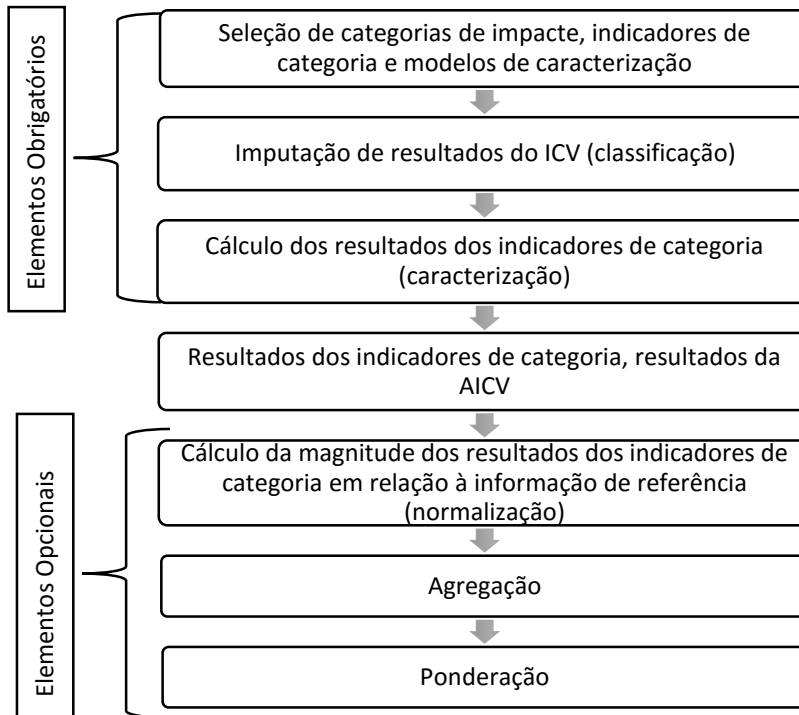 Elementos Obrigatórios
Seleção de categorias de impacte, indicadores de
categoria e modelos de caracterização
Imputação de resultados do ICV (classificação)
Cálculo dos resultados dos indicadores de categoria
(caracterização)
Resultados dos indicadores de categoria, resultados da
AICV
Elementos Opcionais
Cálculo da magnitude dos resultados dos indicadores de
categoria em relação à informação de referência
(normalização)
Agregação
Ponderação